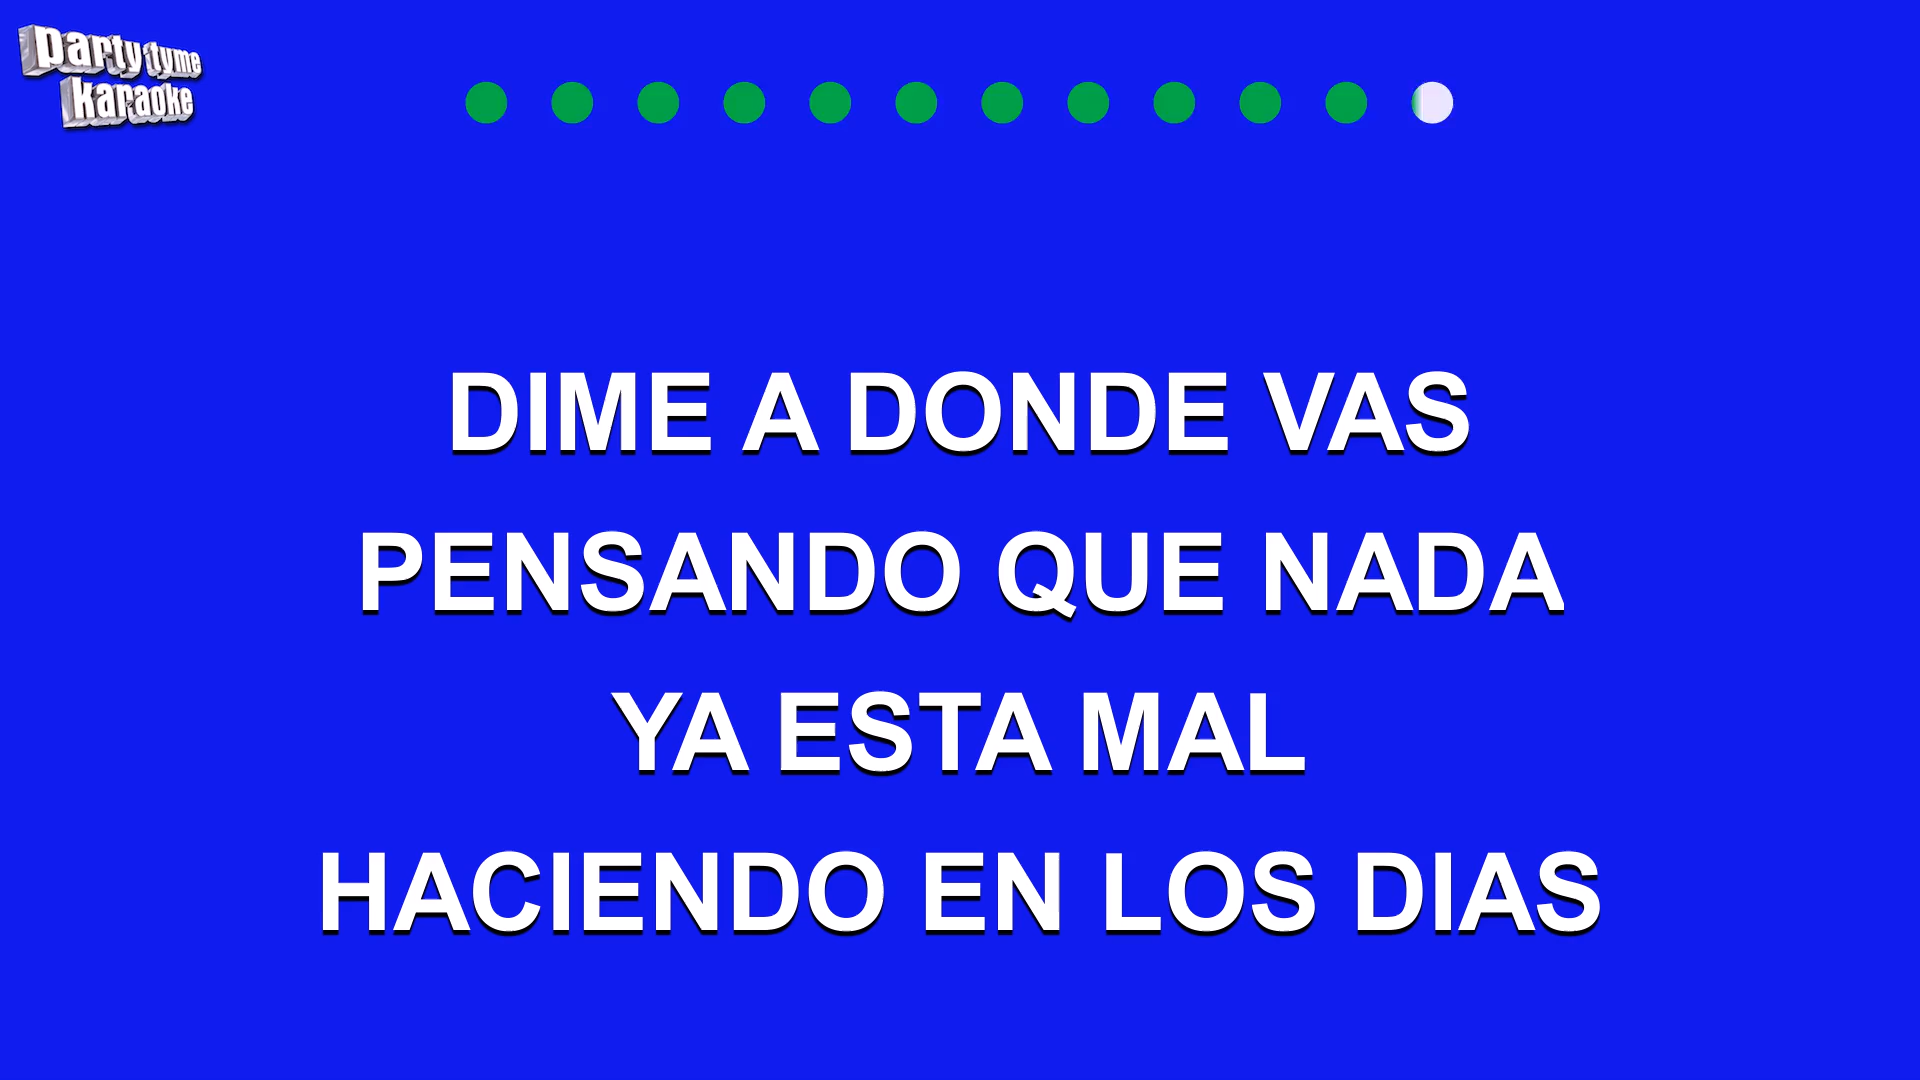 party tyme
karaoke
DIME A DONDE VAS
PENSANDO QUE NADA
YA ESTA MAL
HACIENDO EN LOS DIAS